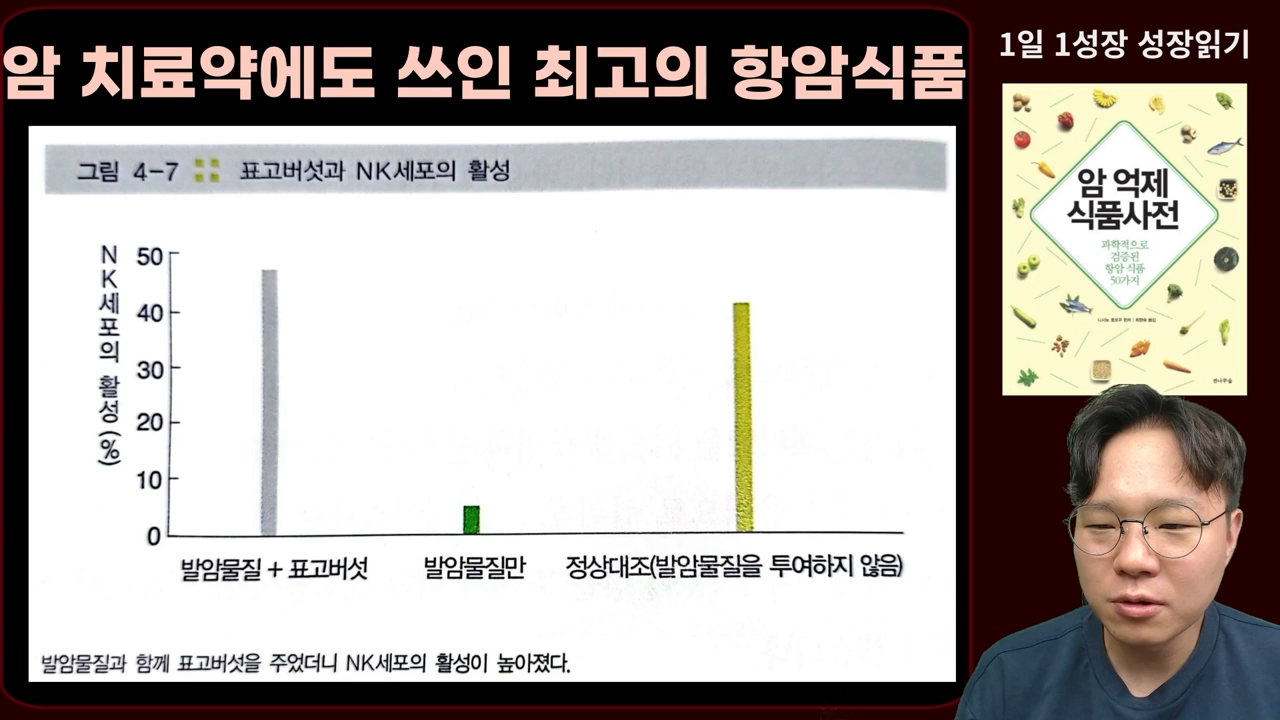 암 치료약에도 쓰인 최고의 항암식품
1일 1성장 성장읽기
그림 4-7 표고버섯과 NK세포의 활성
NK세포의 활성(%)
50
40
30
20
10
0
발암물질 + 표고버섯
발암물질만
정상대조(발암물질을 투여하지 않음)
발암물질과 함께 표고버섯을 주었더니 NK세포의 활성이 높아졌다.
암 억제
식품사전
과학적으로
검증된
항암 식품
50가지